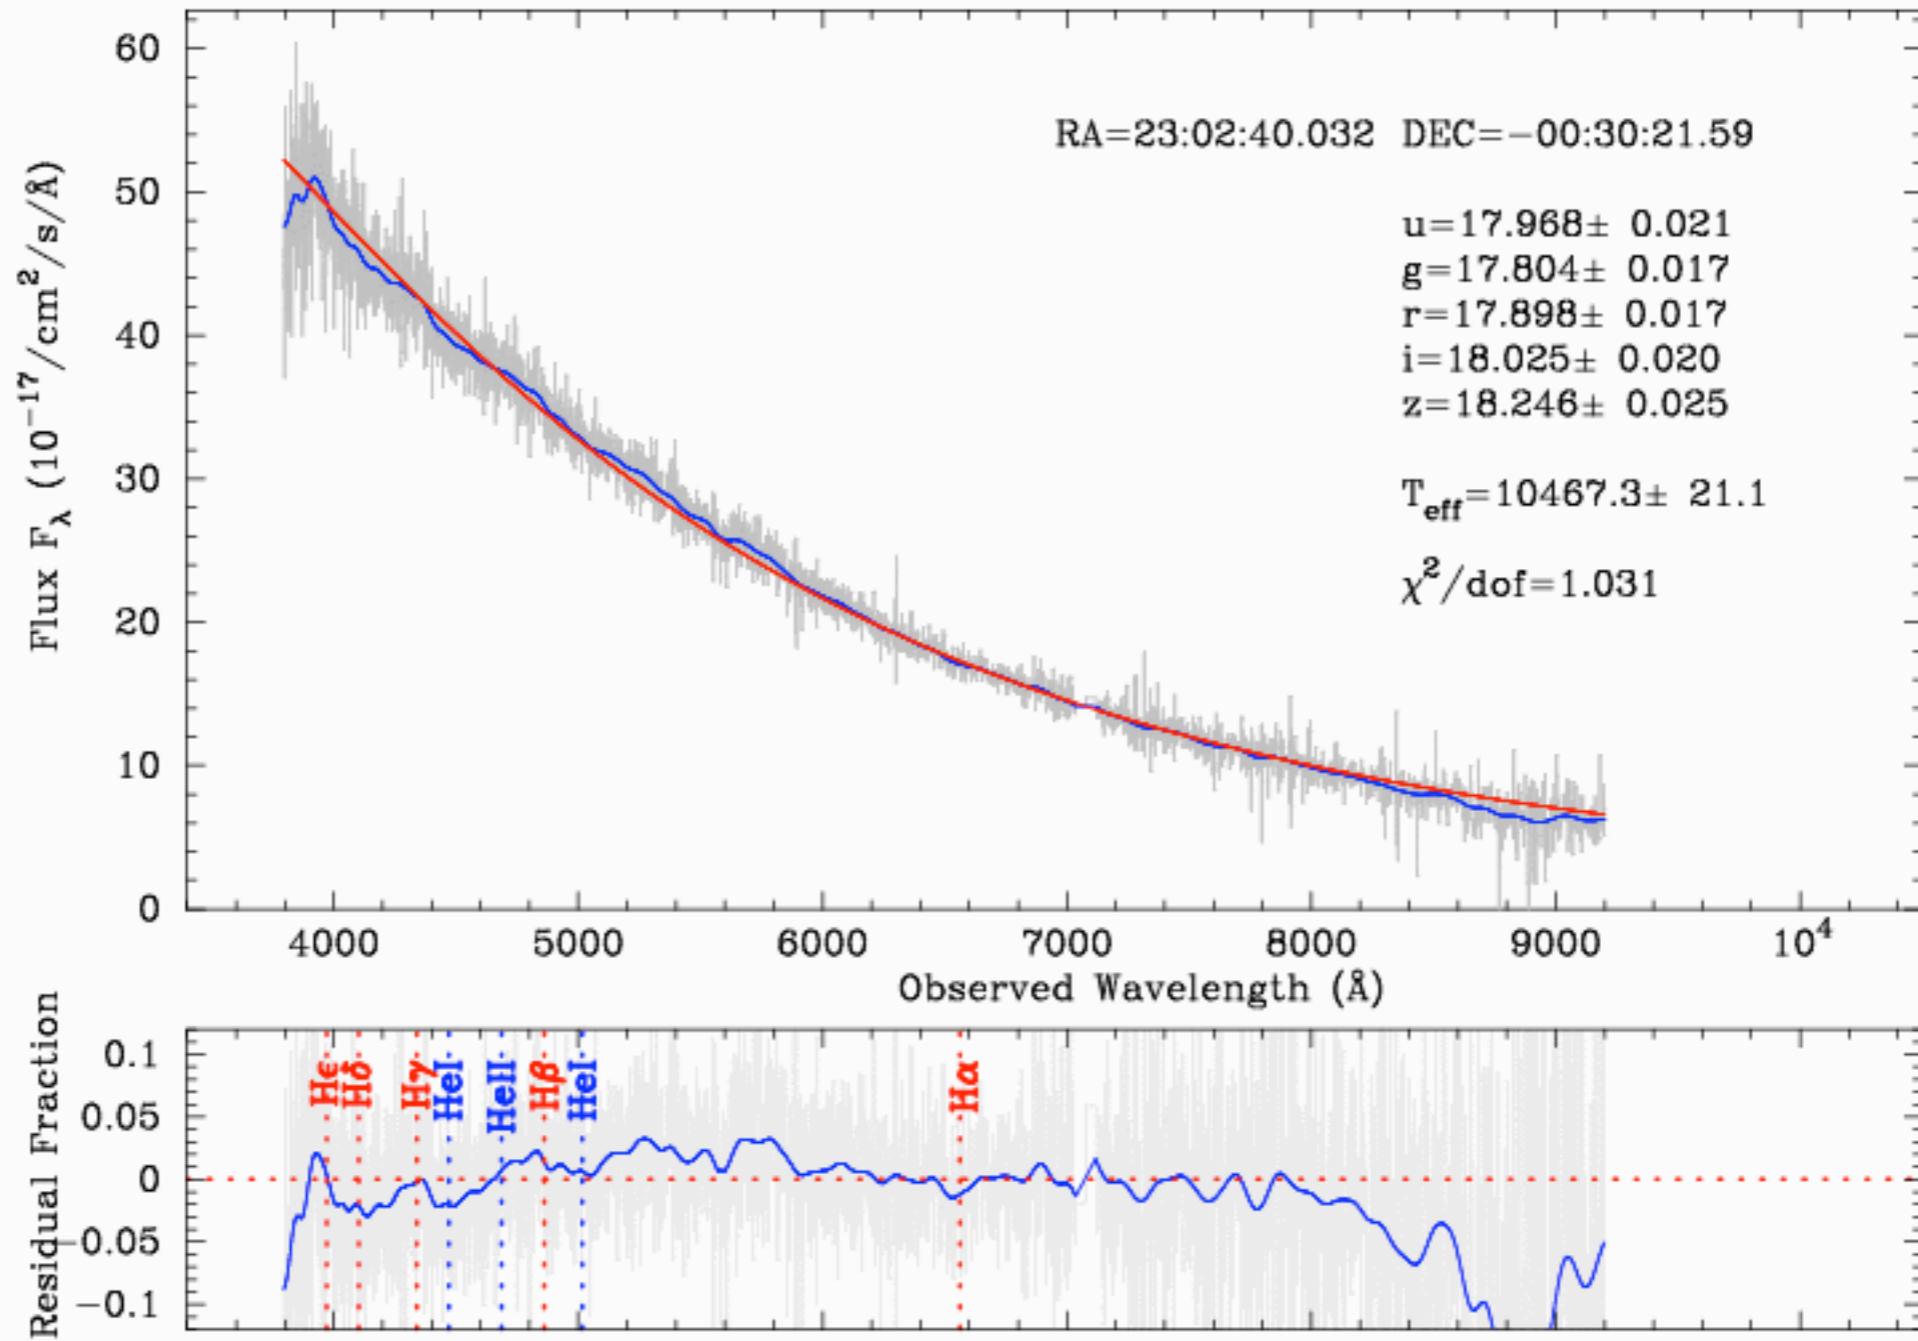 60
50
40
30
20
10
0
Flux F_λ (10⁻¹⁷/cm²/s/Å)
RA=23:02:40.032 DEC=−00:30:21.59
u=17.968± 0.021
g=17.804± 0.017
r=17.898± 0.017
i=18.025± 0.020
z=18.246± 0.025
T_eff=10467.3± 21.1
χ²/dof=1.031
4000 5000 6000 7000 8000 9000 10⁴
Observed Wavelength (Å)
Residual Fraction
0.1
0.05
0
−0.05
−0.1
Hε Hδ Hγ HeI HeII Hβ HeI Hα